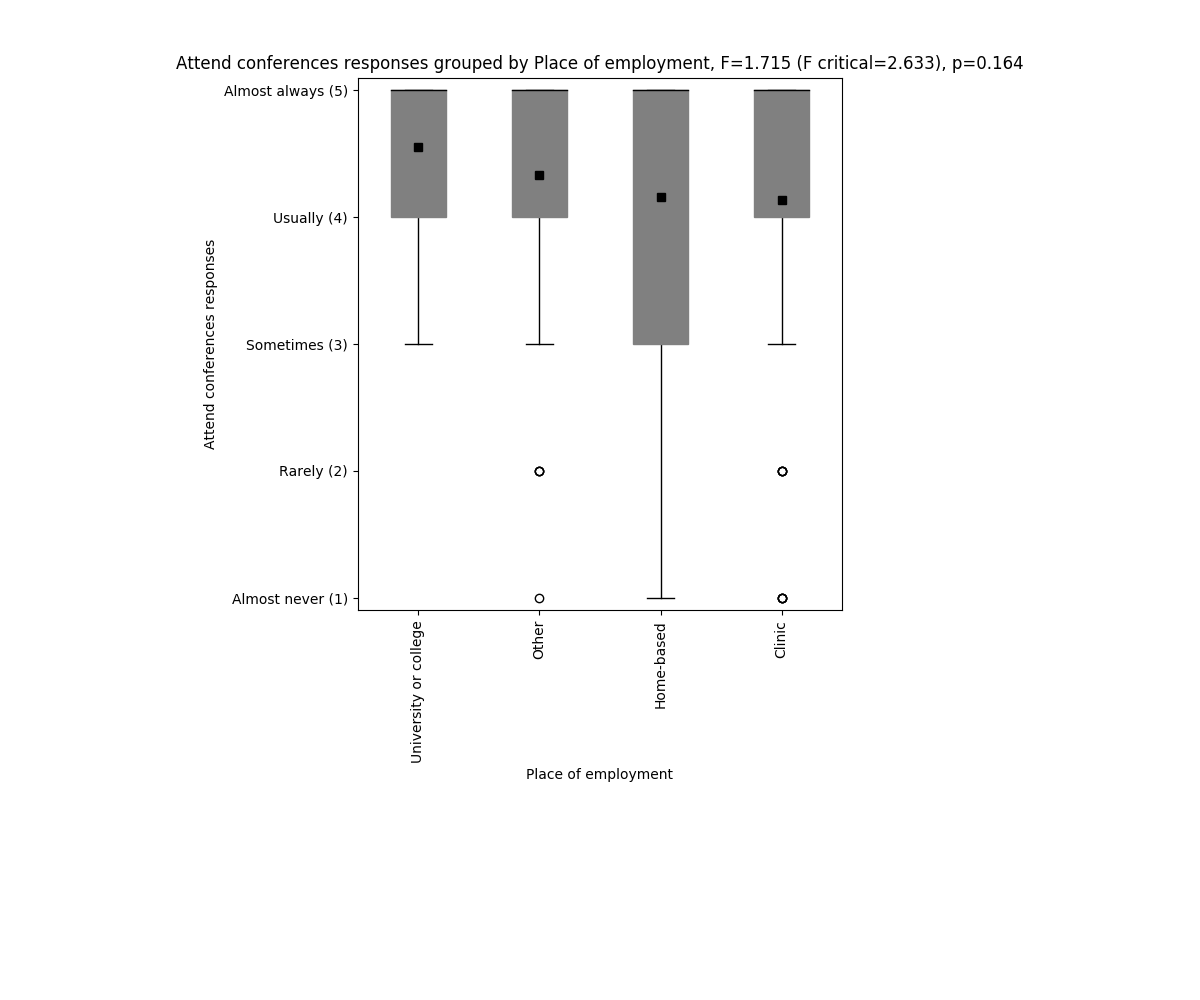 Attend conferences responses grouped by Place of employment, F=1.715 (F critical=2.633), p=0.164
Almost always (5)
Usually (4)
Sometimes (3)
Rarely (2)
Almost never (1)
Attend conferences responses
University or college
Other
Home-based
Clinic
Place of employment